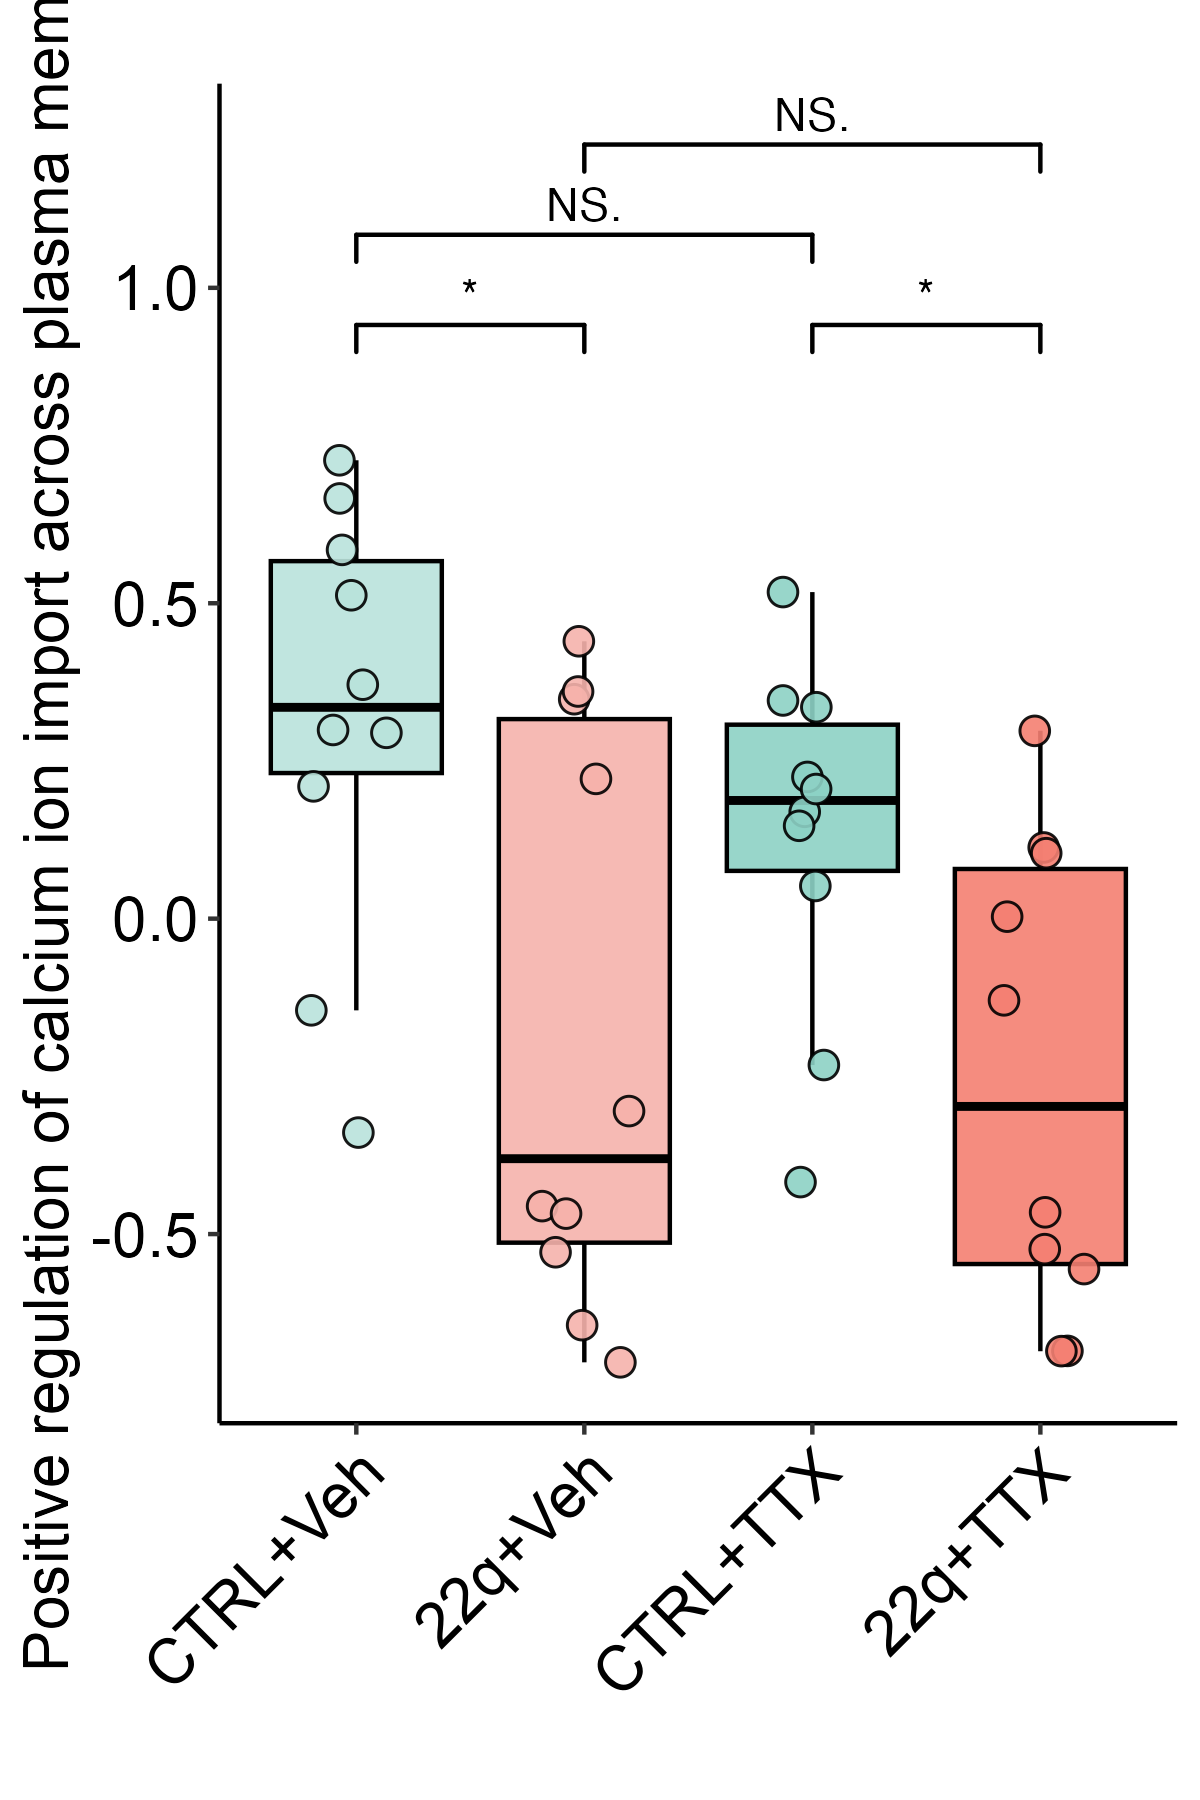 Positive regulation of calcium ion import across plasma
NS.
NS.
*
*
1.0
0.5
0.0
-0.5
CTRL+Veh
22q+Veh
CTRL+TTX
22q+TTX